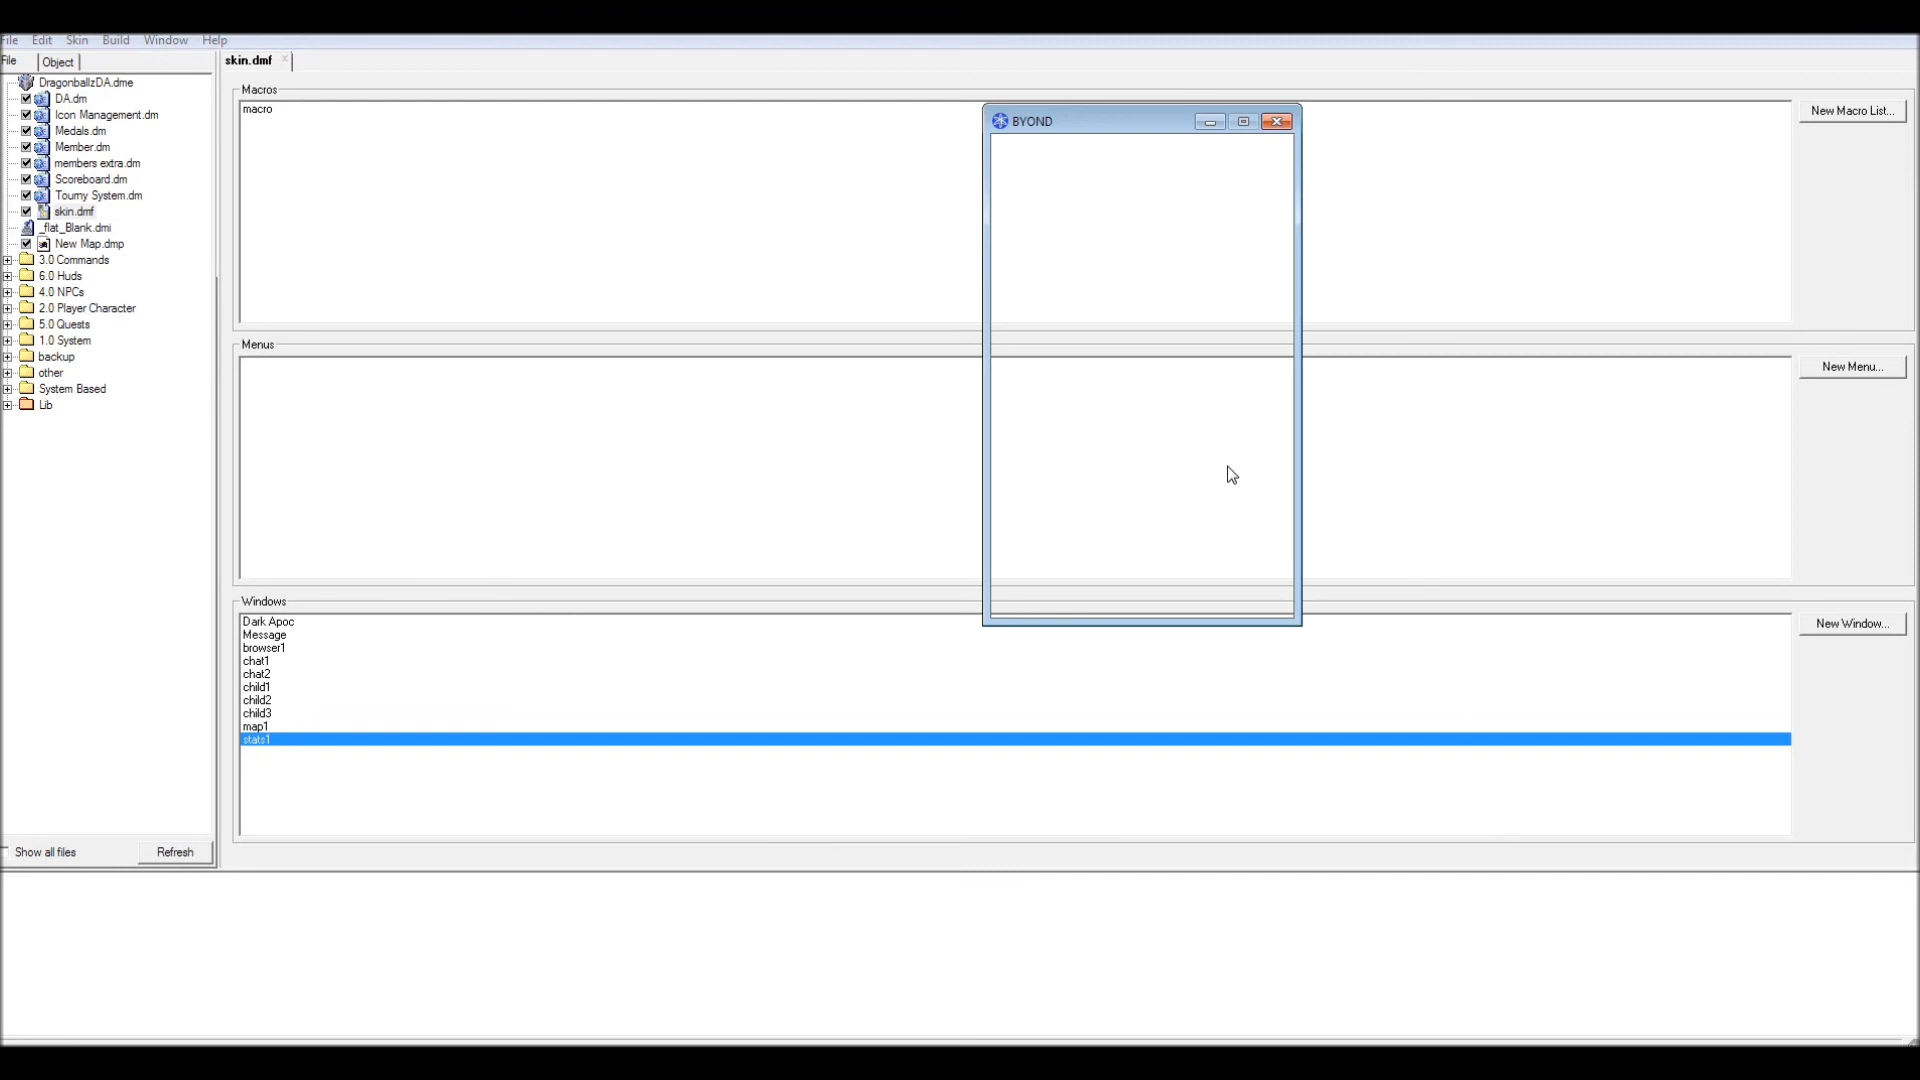 File Edit Skin Build Window Help
File Object
skin.dmf
DragonballzDA.dme
DA.dm
Icon Management.dm
Medals.dm
Member.dm
members extra.dm
Scoreboard.dm
Tourny System.dm
skin.dmf
_flat_Blank.dmi
New Map.dmp
3.0 Commands
6.0 Huds
4.0 NPCs
2.0 Player Character
5.0 Quests
1.0 System
backup
other
System Based
Lib
Show all files
Refresh
Macros
macro
New Macro List...
BYOND
Menus
New Menu...
Windows
Dark Apoc
Message
browser1
chat1
chat2
child1
child2
child3
map1
stats1
New Window...